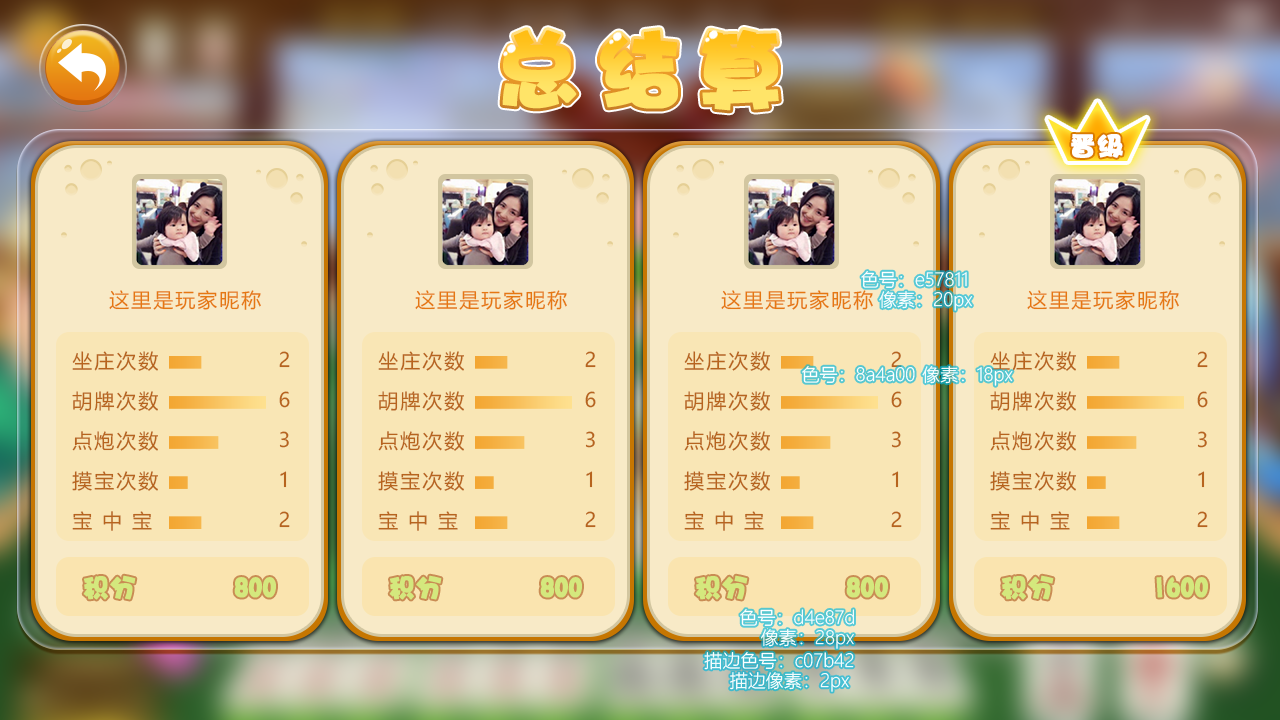 总结算
晋级
这里是玩家昵称
坐庄次数 2
胡牌次数 6
点炮次数 3
摸宝次数 1
宝中宝 2
积分 800
这里是玩家昵称
坐庄次数 2
胡牌次数 6
点炮次数 3
摸宝次数 1
宝中宝 2
积分 800
这里是玩家昵称
色号：e57811
像素：20px
坐庄次数 2
色号：8a4a00 像素：18px
胡牌次数 6
点炮次数 3
摸宝次数 1
宝中宝 2
积分 800
色号：d4e87d
像素：28px
描边色号：c07b42
描边像素：2px
这里是玩家昵称
坐庄次数 2
胡牌次数 6
点炮次数 3
摸宝次数 1
宝中宝 2
积分 1600